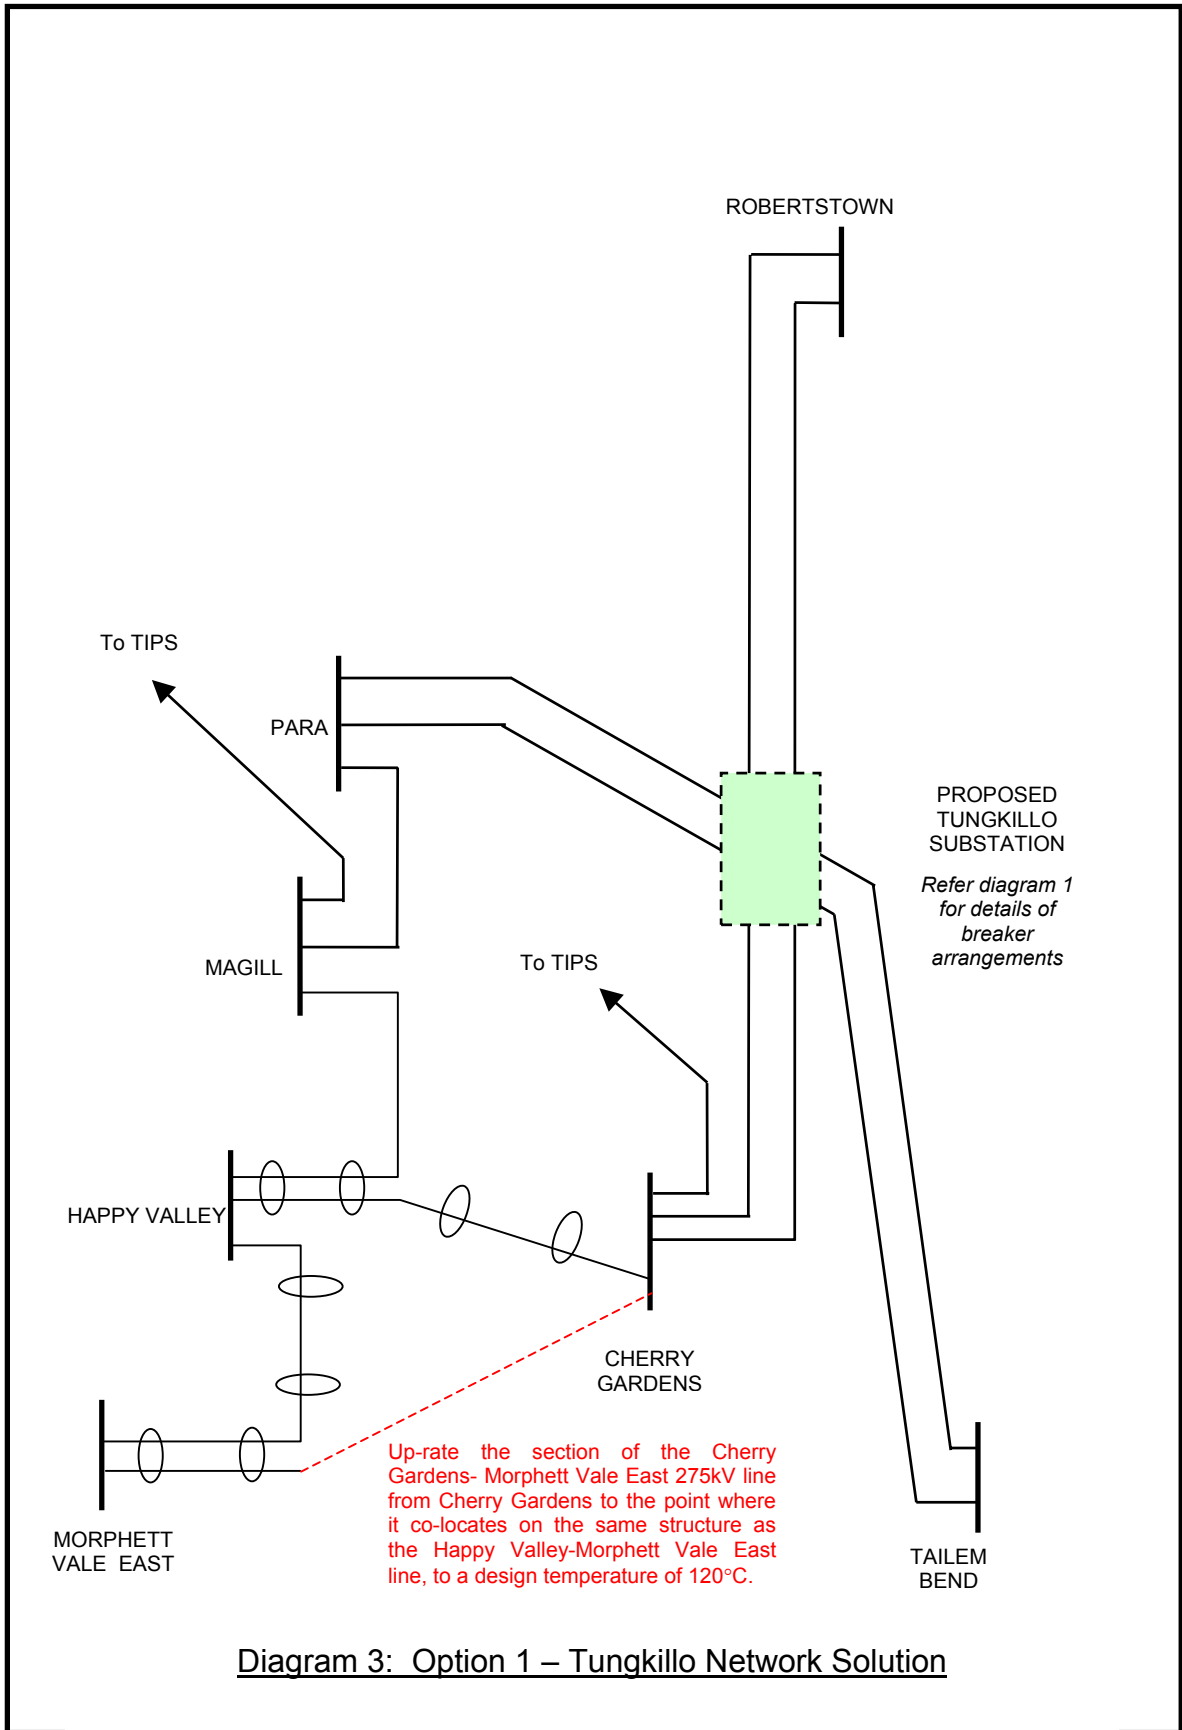 ROBERTSTOWN
To TIPS
PARA
PROPOSED
TUNGKILLO
SUBSTATION
Refer diagram 1
for details of
breaker
arrangements
MAGILL
To TIPS
HAPPY VALLEY
CHERRY
GARDENS
Up-rate the section of the Cherry
Gardens- Morphett Vale East 275kV line
from Cherry Gardens to the point where
it co-locates on the same structure as
the Happy Valley-Morphett Vale East
line, to a design temperature of 120°C.
MORPHETT
VALE EAST
TAILEM
BEND
Diagram 3: Option 1 – Tungkillo Network Solution